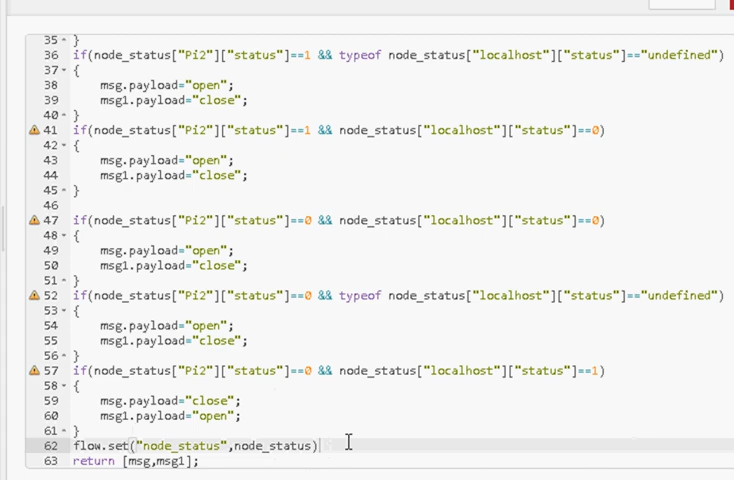 35 }
36 if(node_status["Pi2"]["status"]==1 && typeof node_status["localhost"]["status"]=="undefined")
37 {
38 msg.payload="open";
39 msg1.payload="close";
40 }
41 if(node_status["Pi2"]["status"]==1 && node_status["localhost"]["status"]==0)
42 {
43 msg.payload="open";
44 msg1.payload="close";
45 }
46
47 if(node_status["Pi2"]["status"]==0 && node_status["localhost"]["status"]==0)
48 {
49 msg.payload="open";
50 msg1.payload="close";
51 }
52 if(node_status["Pi2"]["status"]==0 && typeof node_status["localhost"]["status"]=="undefined")
53 {
54 msg.payload="open";
55 msg1.payload="close";
56 }
57 if(node_status["Pi2"]["status"]==0 && node_status["localhost"]["status"]==1)
58 {
59 msg.payload="close";
60 msg1.payload="open";
61 }
62 flow.set("node_status",node_status)
63 return [msg,msg1];